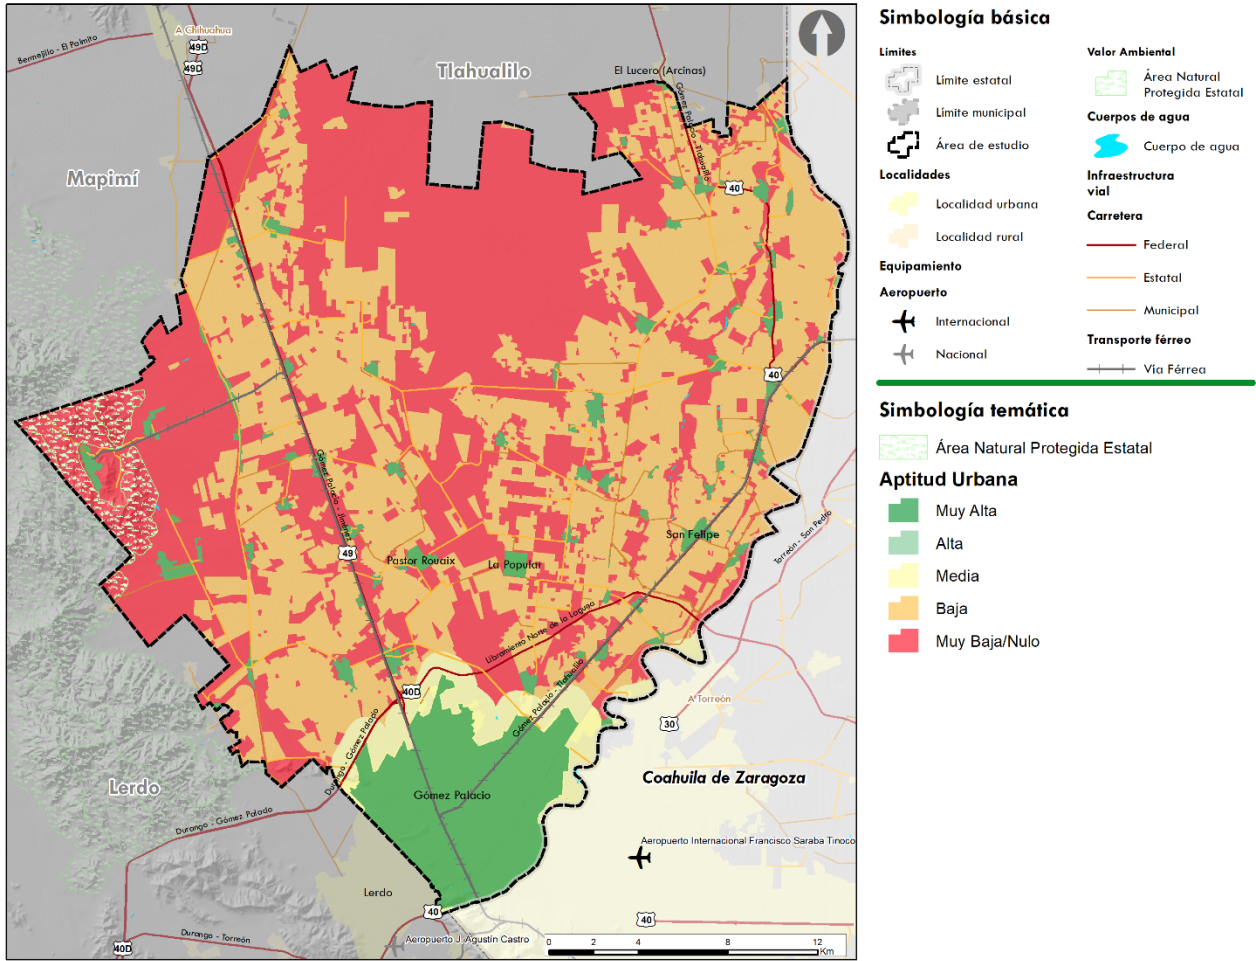 A Chihuahua
49D
49D
Bermejillo - El Palmito
Tlahualilo
El Lucero (Arcinas)
Gómez Palacio - Tlahualilo
40
Mapimí
40
Gómez Palacio - Jiménez
49
Pastor Rouaix
La Popular
San Felipe
Torreón - San Pedro
Libramiento Norte de la Laguna
40D
Gómez Palacio - Tlahualilo
Durango - Gómez Palacio
A Torreón
30
Lerdo
Coahuila de Zaragoza
Gómez Palacio
Durango - Gómez Palacio
Aeropuerto Internacional Francisco Saraba Tinoco
Lerdo
40
40
Durango - Torreón
40D
Aeropuerto J. Agustín Castro
0 2 4 8 12
Km
Simbología básica
Límites
Límite estatal
Límite municipal
Área de estudio
Localidades
Localidad urbana
Localidad rural
Equipamiento
Aeropuerto
Internacional
Nacional
Valor Ambiental
Área Natural
Protegida Estatal
Cuerpos de agua
Cuerpo de agua
Infraestructura
vial
Carretera
Federal
Estatal
Municipal
Transporte férreo
Vía Férrea
Simbología temática
Área Natural Protegida Estatal
Aptitud Urbana
Muy Alta
Alta
Media
Baja
Muy Baja/Nulo